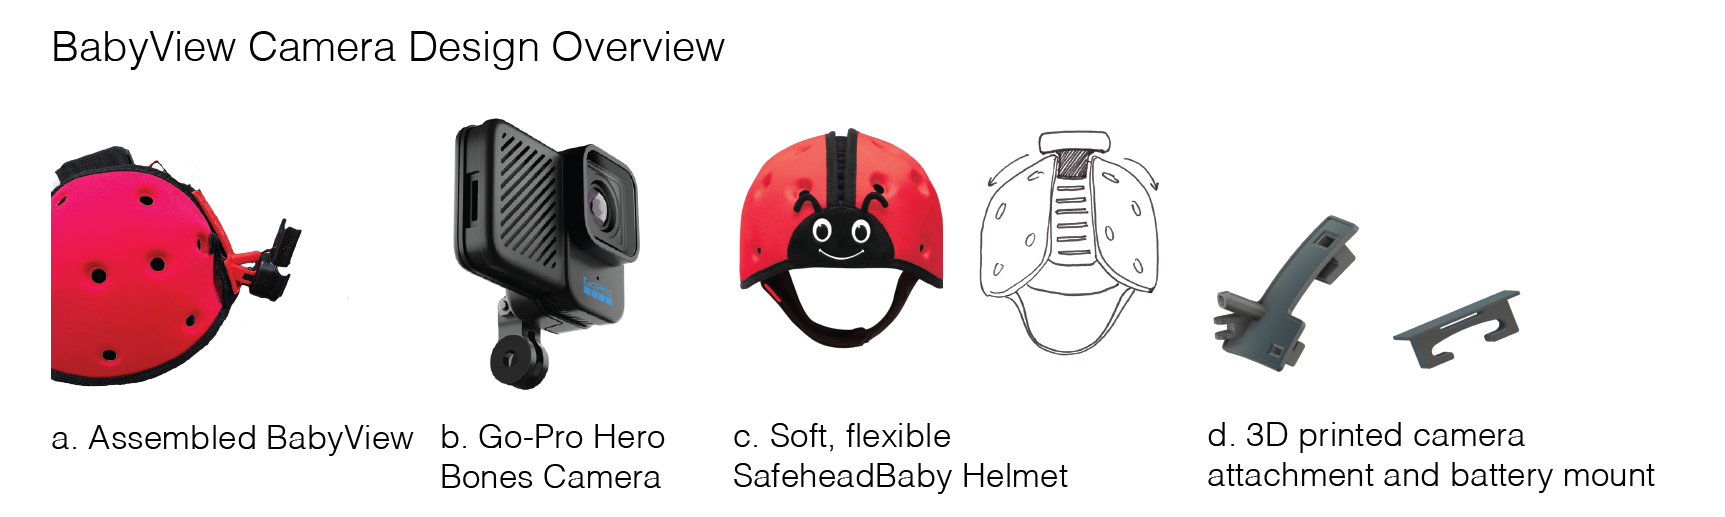 BabyView Camera Design Overview
GoPro
a. Assembled BabyView
b. Go-Pro Hero
Bones Camera
c. Soft, flexible
SafeheadBaby Helmet
d. 3D printed camera
attachment and battery mount